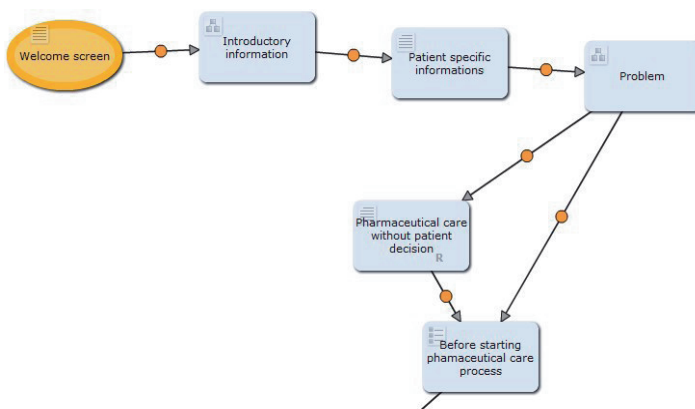 Welcome screen
Introductory
information
Patient specific
informations
Problem
Pharmaceutical care
without patient
decision
R
Before starting
phamaceutical care
process